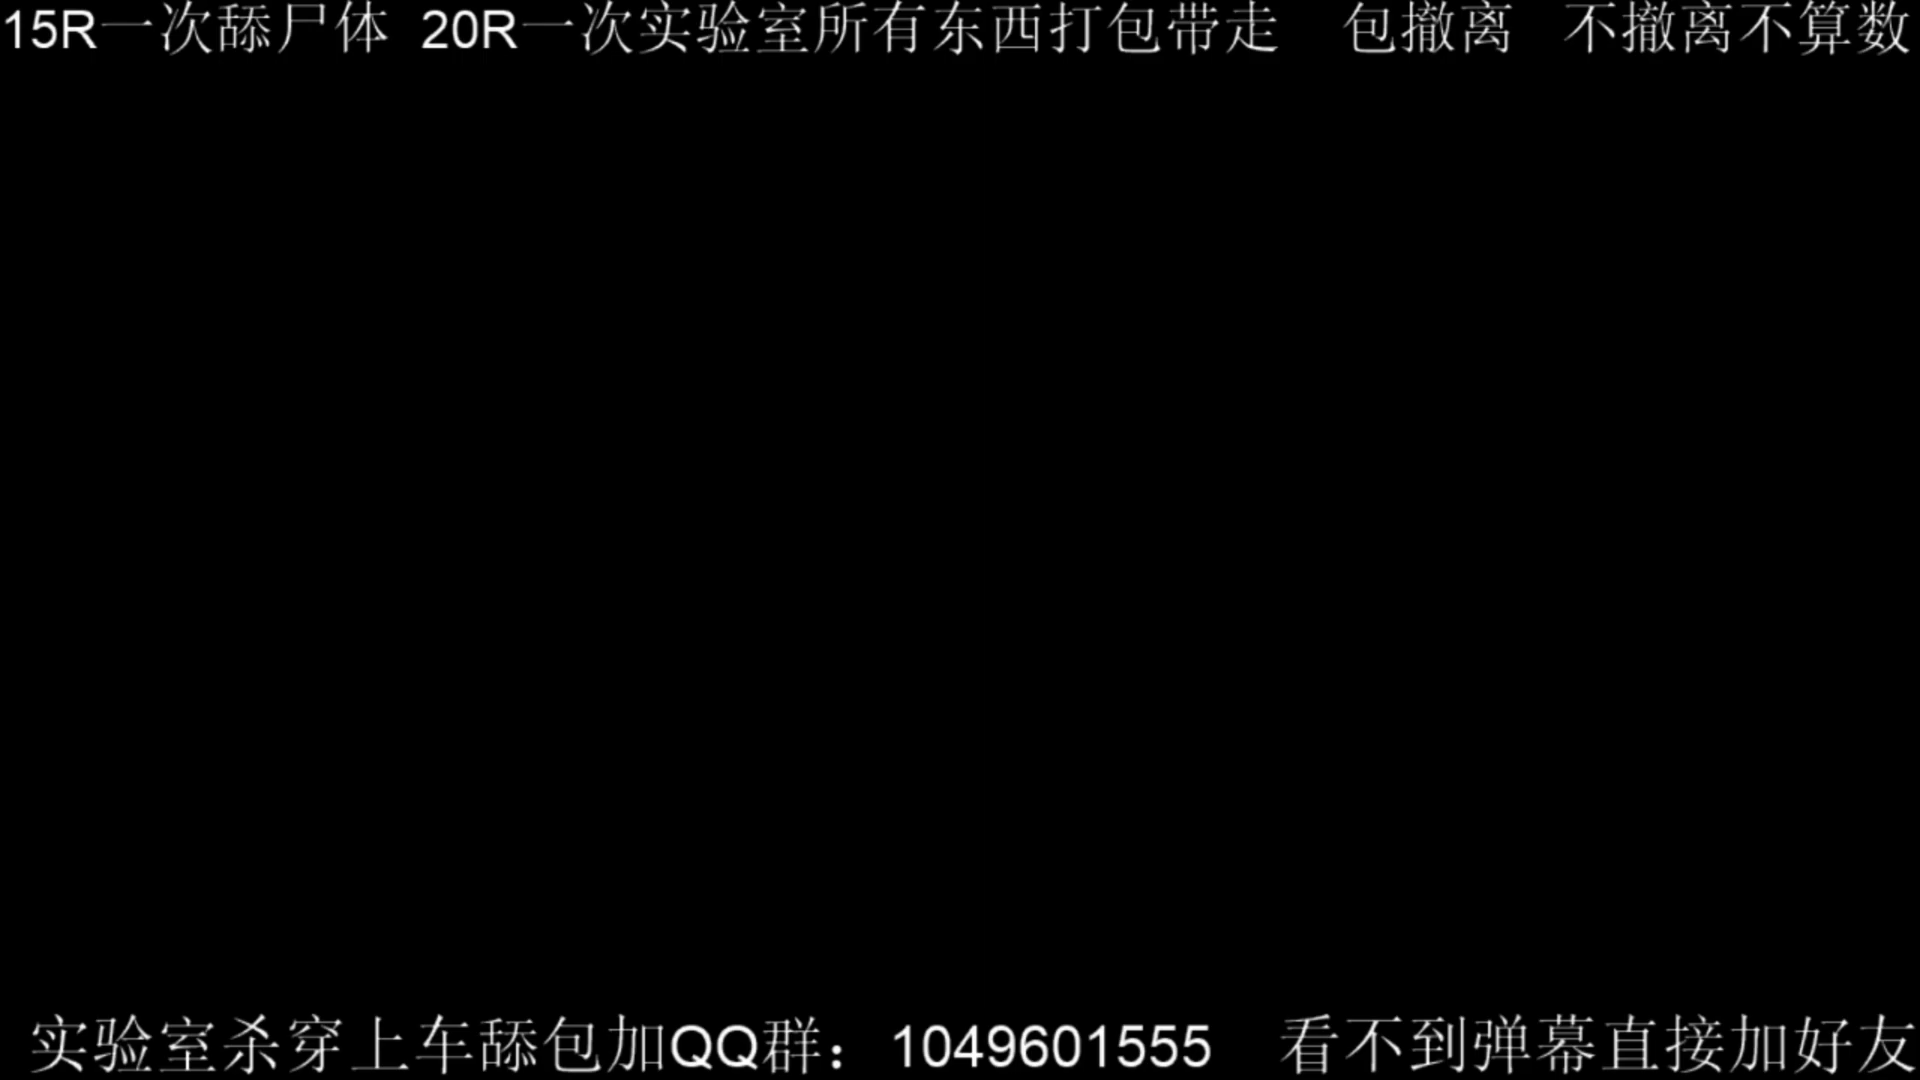 15R一次舔尸体 20R一次实验室所有东西打包带走 包撤离 不撤离不算数
实验室杀穿上车舔包加QQ群：1049601555 看不到弹幕直接加好友